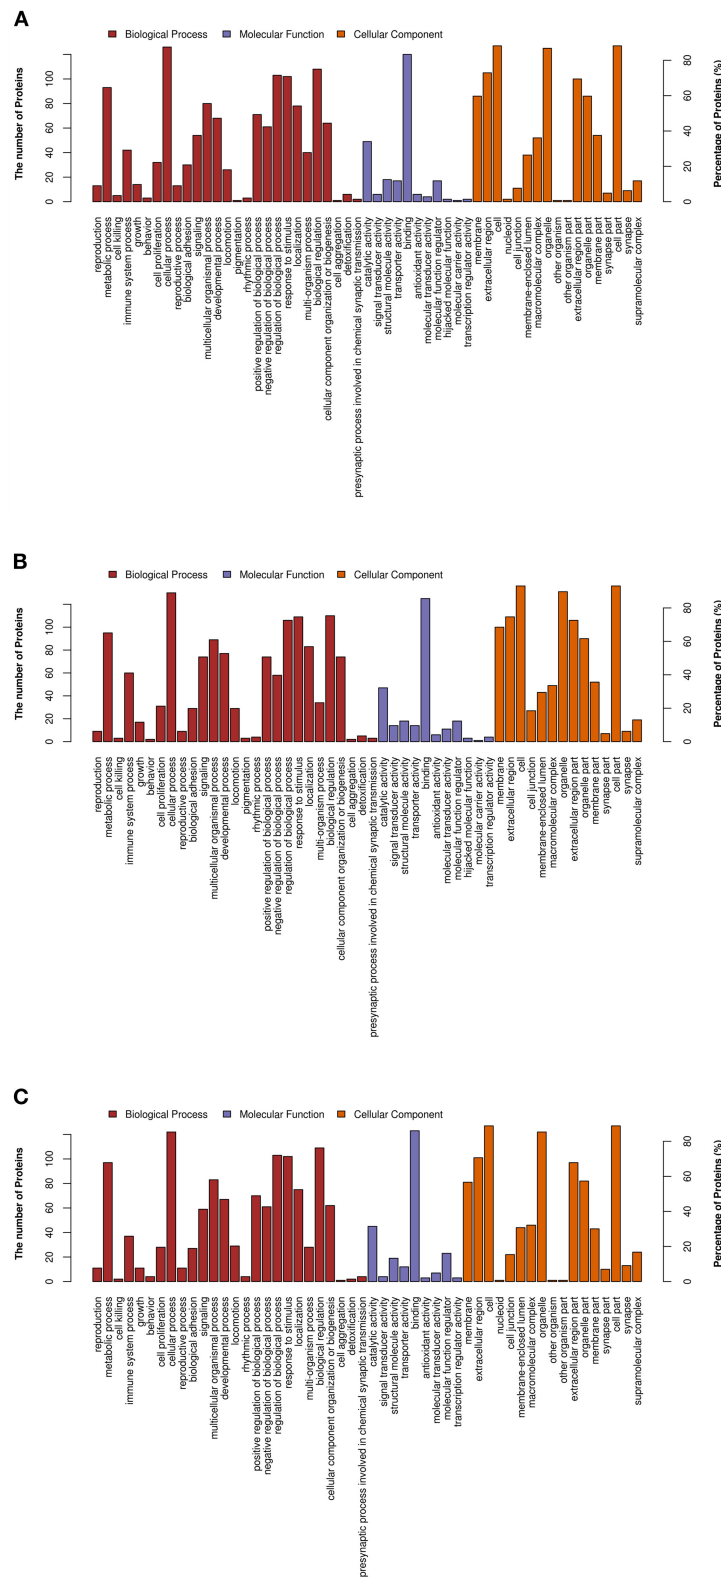 A
Biological Process Molecular Function Cellular Component
The number of Proteins
0 20 40 60 80 100
Percentage of Proteins (%)
0 20 40 60 80
reproduction
metabolic process
cell killing
immune system process
growth
behavior
cell proliferation
cellular process
reproductive process
biological adhesion
signaling
multicellular organismal process
developmental process
locomotion
pigmentation
rhythmic process
positive regulation of biological process
negative regulation of biological process
regulation of biological process
response to stimulus
localization
multi-organism process
biological regulation
cellular component organization or biogenesis
cell aggregation
detoxification
presynaptic process involved in chemical synaptic transmission
catalytic activity
signal transducer activity
structural molecule activity
transporter activity
binding
antioxidant activity
molecular transducer activity
molecular function regulator
hijacked molecular function
molecular carrier activity
transcription regulator activity
membrane
extracellular region
cell
nucleoid
cell junction
membrane-enclosed lumen
macromolecular complex
organelle
other organism
other organism part
extracellular region part
organelle part
membrane part
synapse part
cell part
synapse
supramolecular complex
B
Biological Process Molecular Function Cellular Component
The number of Proteins
0 20 40 60 80 100
Percentage of Proteins (%)
0 20 40 60 80
reproduction
metabolic process
cell killing
immune system process
growth
behavior
cell proliferation
cellular process
reproductive process
biological adhesion
signaling
multicellular organismal process
developmental process
locomotion
pigmentation
rhythmic process
positive regulation of biological process
negative regulation of biological process
regulation of biological process
response to stimulus
localization
multi-organism process
biological regulation
cellular component organization or biogenesis
cell aggregation
detoxification
presynaptic process involved in chemical synaptic transmission
catalytic activity
signal transducer activity
structural molecule activity
transporter activity
binding
antioxidant activity
molecular transducer activity
molecular function regulator
hijacked molecular function
molecular carrier activity
transcription regulator activity
membrane
extracellular region
cell
cell junction
membrane-enclosed lumen
macromolecular complex
organelle
extracellular region part
organelle part
membrane part
synapse part
cell part
synapse
supramolecular complex
C
Biological Process Molecular Function Cellular Component
The number of Proteins
0 20 40 60 80 100
Percentage of Proteins (%)
0 20 40 60 80
reproduction
metabolic process
cell killing
immune system process
growth
behavior
cell proliferation
cellular process
reproductive process
biological adhesion
signaling
multicellular organismal process
developmental process
locomotion
rhythmic process
positive regulation of biological process
negative regulation of biological process
regulation of biological process
response to stimulus
localization
multi-organism process
biological regulation
cellular component organization or biogenesis
cell aggregation
detoxification
presynaptic process involved in chemical synaptic transmission
catalytic activity
signal transducer activity
structural molecule activity
transporter activity
binding
antioxidant activity
molecular transducer activity
molecular function regulator
transcription regulator activity
membrane
extracellular region
cell
nucleoid
cell junction
membrane-enclosed lumen
macromolecular complex
organelle
other organism
other organism part
extracellular region part
organelle part
membrane part
synapse part
cell part
synapse
supramolecular complex